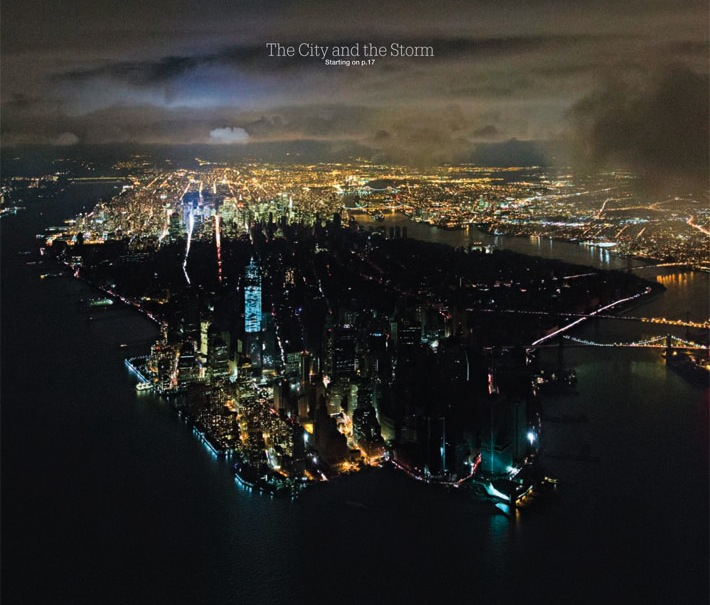 The City and the Storm
Starting on p.17